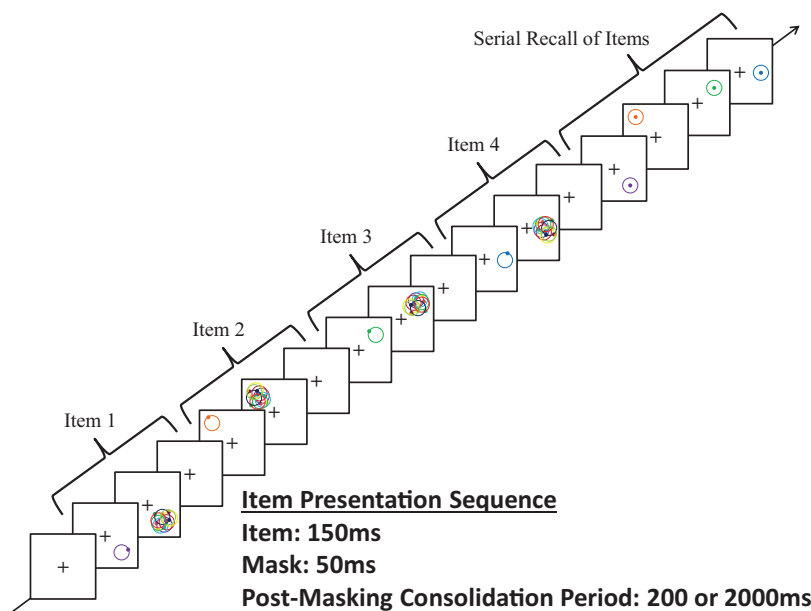 Serial Recall of Items
Item 4
Item 3
Item 2
Item 1
Item Presentation Sequence
Item: 150ms
Mask: 50ms
Post-Masking Consolidation Period: 200 or 2000ms